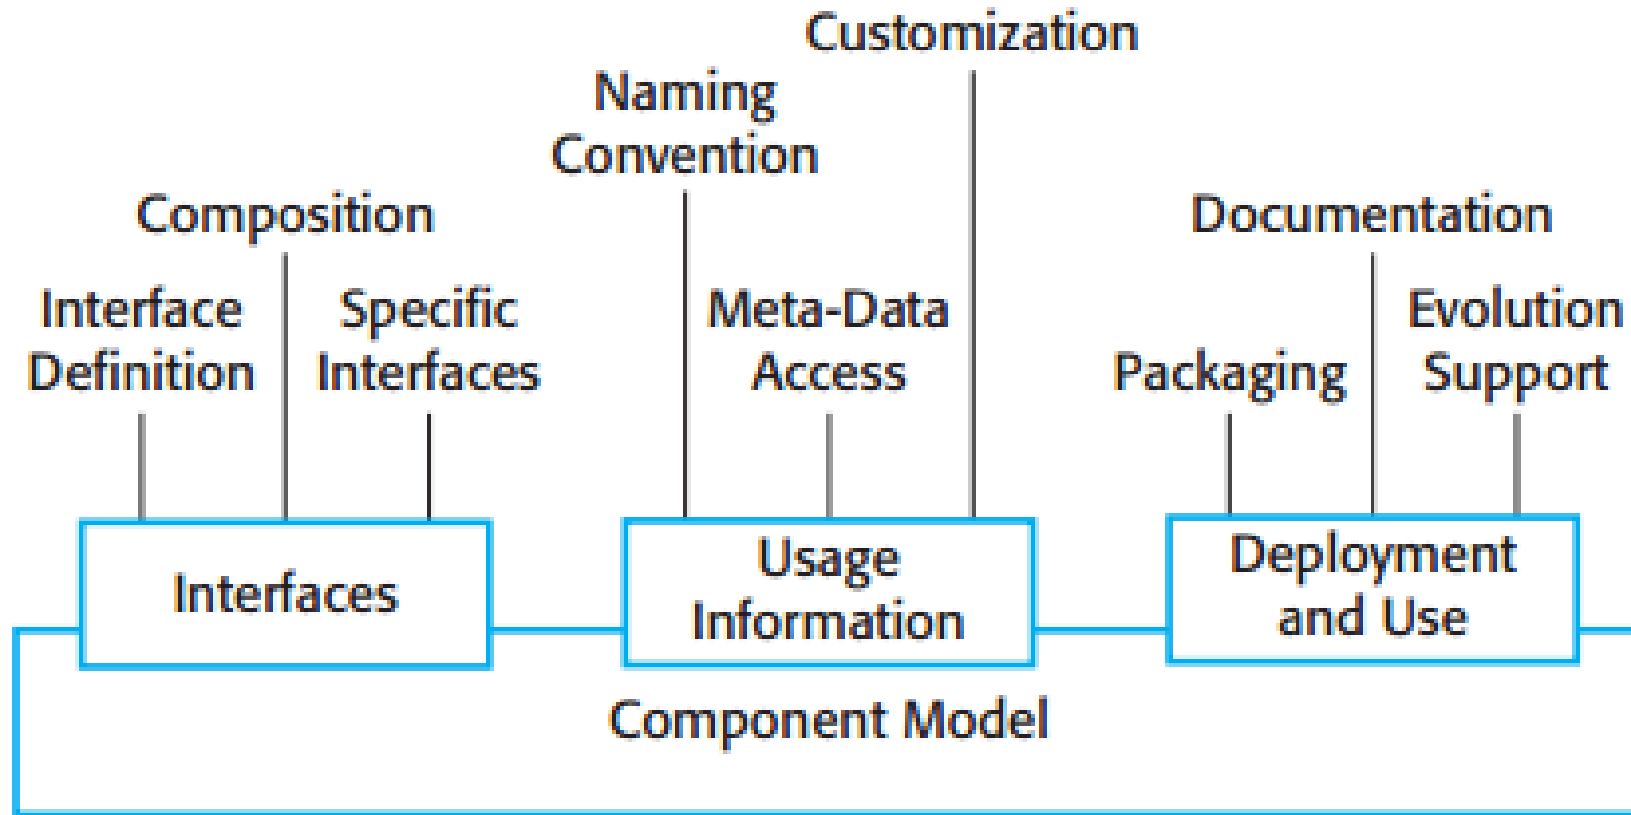 Customization
Naming
Convention
Composition
Documentation
Interface
Definition
Specific
Interfaces
Meta-Data
Access
Packaging
Evolution
Support
Interfaces
Usage
Information
Deployment
and Use
Component Model